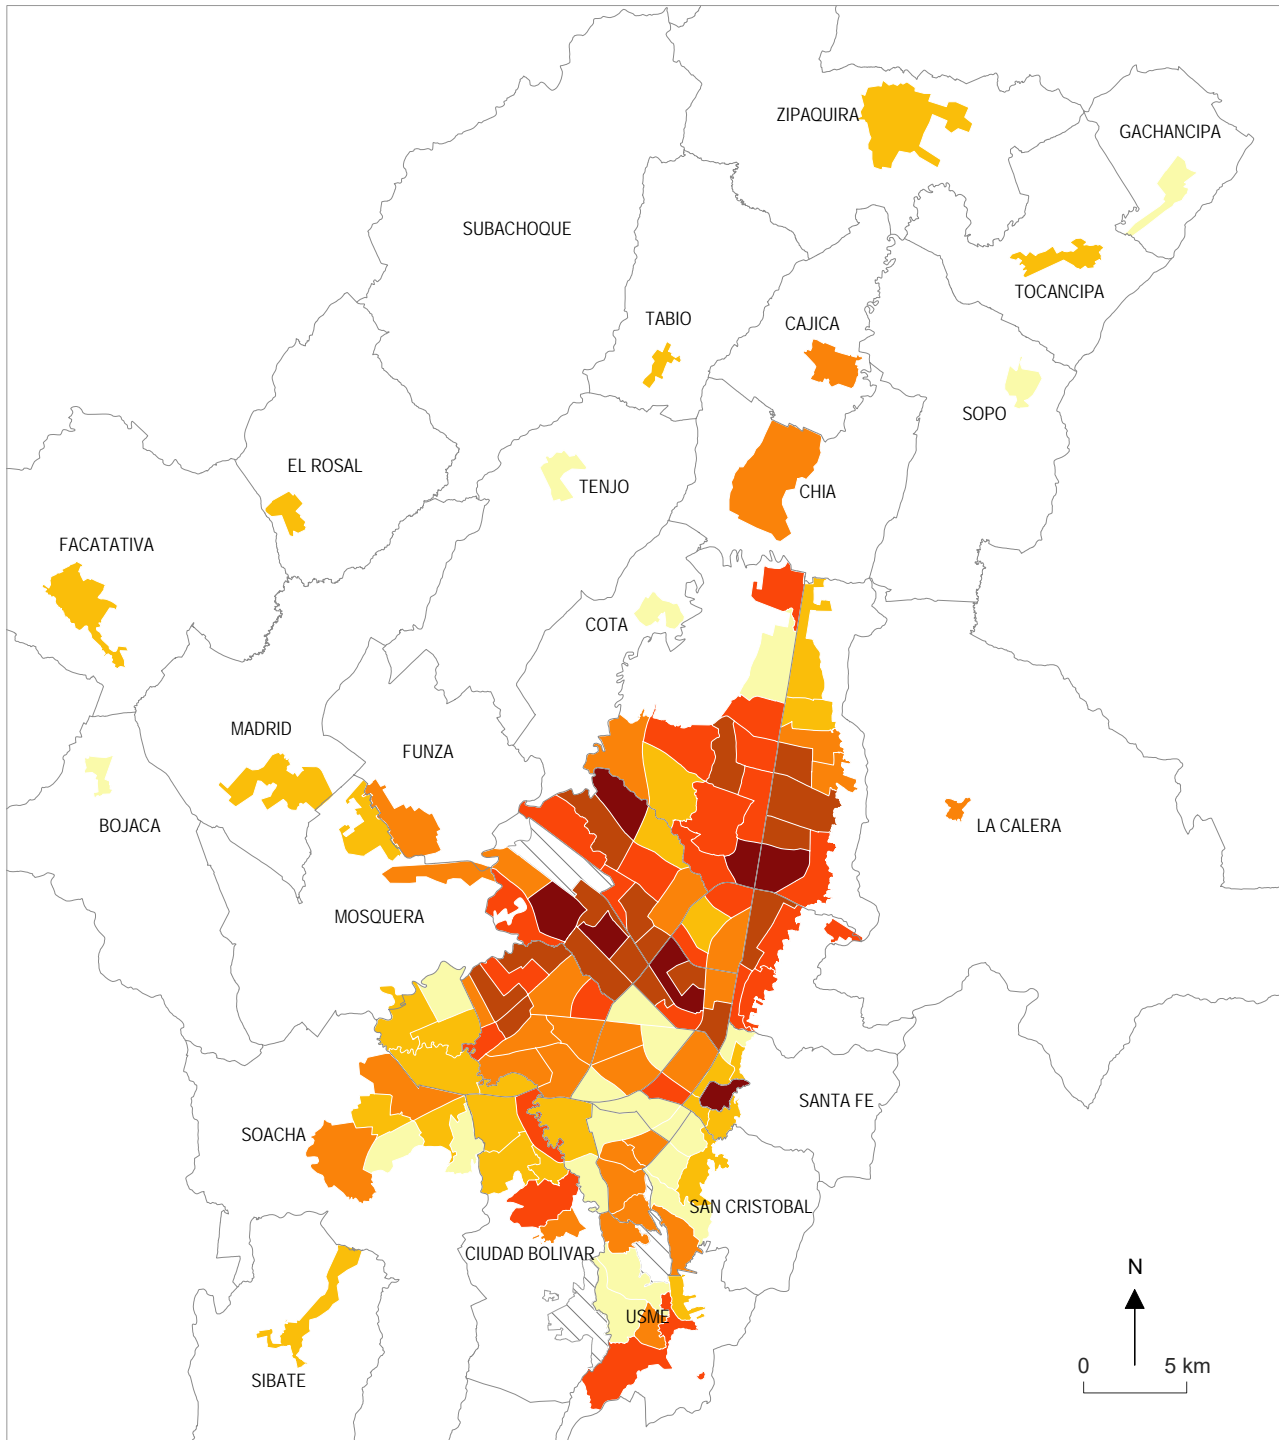 ZIPAQUIRA
GACHANCIPA
SUBACHOQUE
TOCANCIPA
TABIO
CAJICA
SOPO
EL ROSAL
TENJO
CHIA
FACATATIVA
COTA
MADRID
FUNZA
BOJACA
LA CALERA
MOSQUERA
SANTA FE
SOACHA
SAN CRISTOBAL
CIUDAD BOLIVAR
USME
SIBATE
N
0 5 km